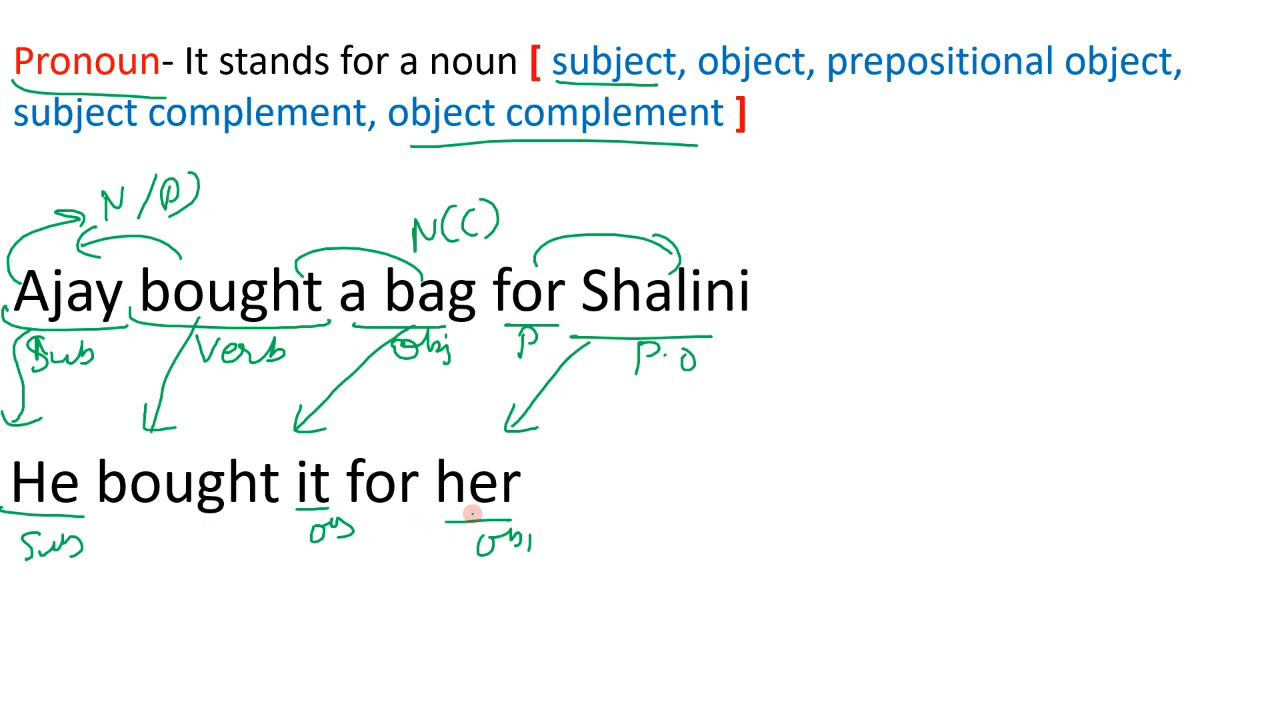 Pronoun- It stands for a noun [ subject, object, prepositional object,
subject complement, object complement ]
N/P)
N(C)
Ajay bought a bag for Shalini
Sub Verb Obj P P.O
He bought it for her
Sub Ob Obj